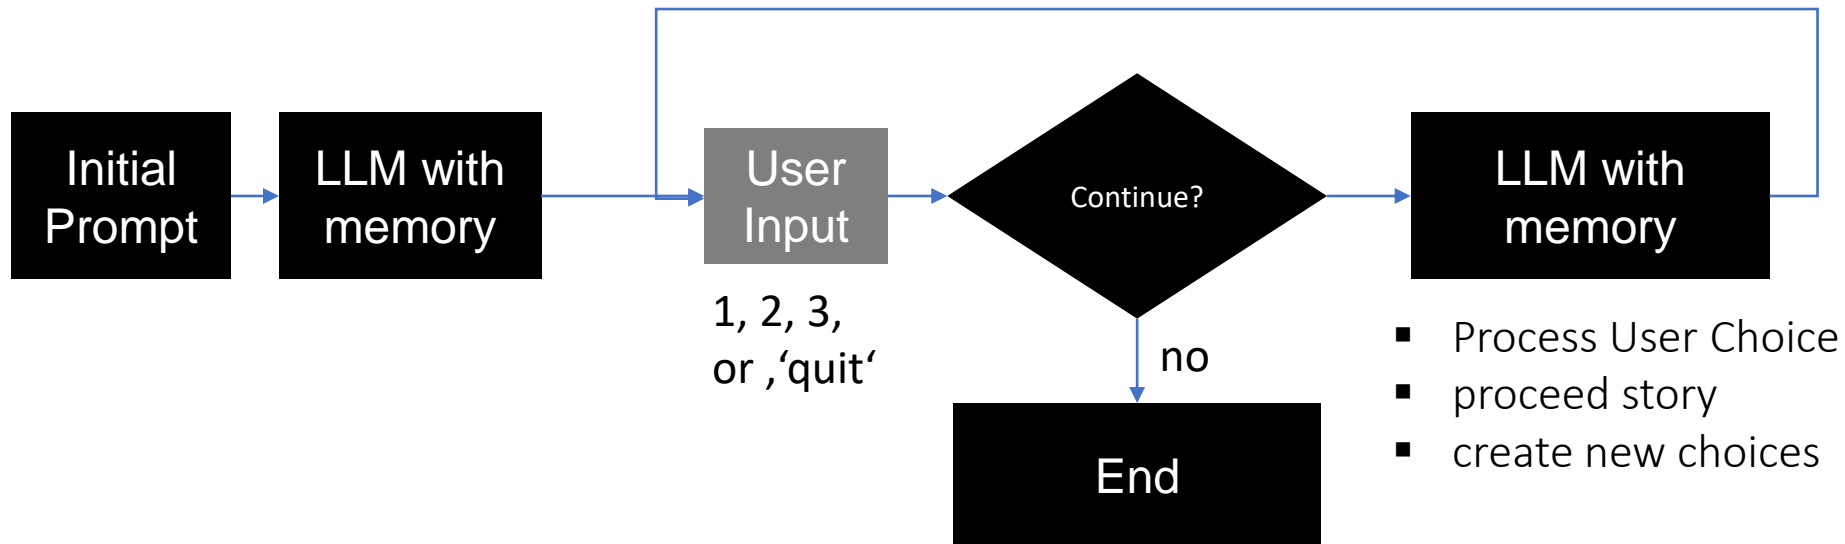 Initial
Prompt
LLM with
memory
User
Input
1, 2, 3,
or ,‘quit‘
Continue?
no
End
LLM with
memory
▪ Process User Choice
▪ proceed story
▪ create new choices